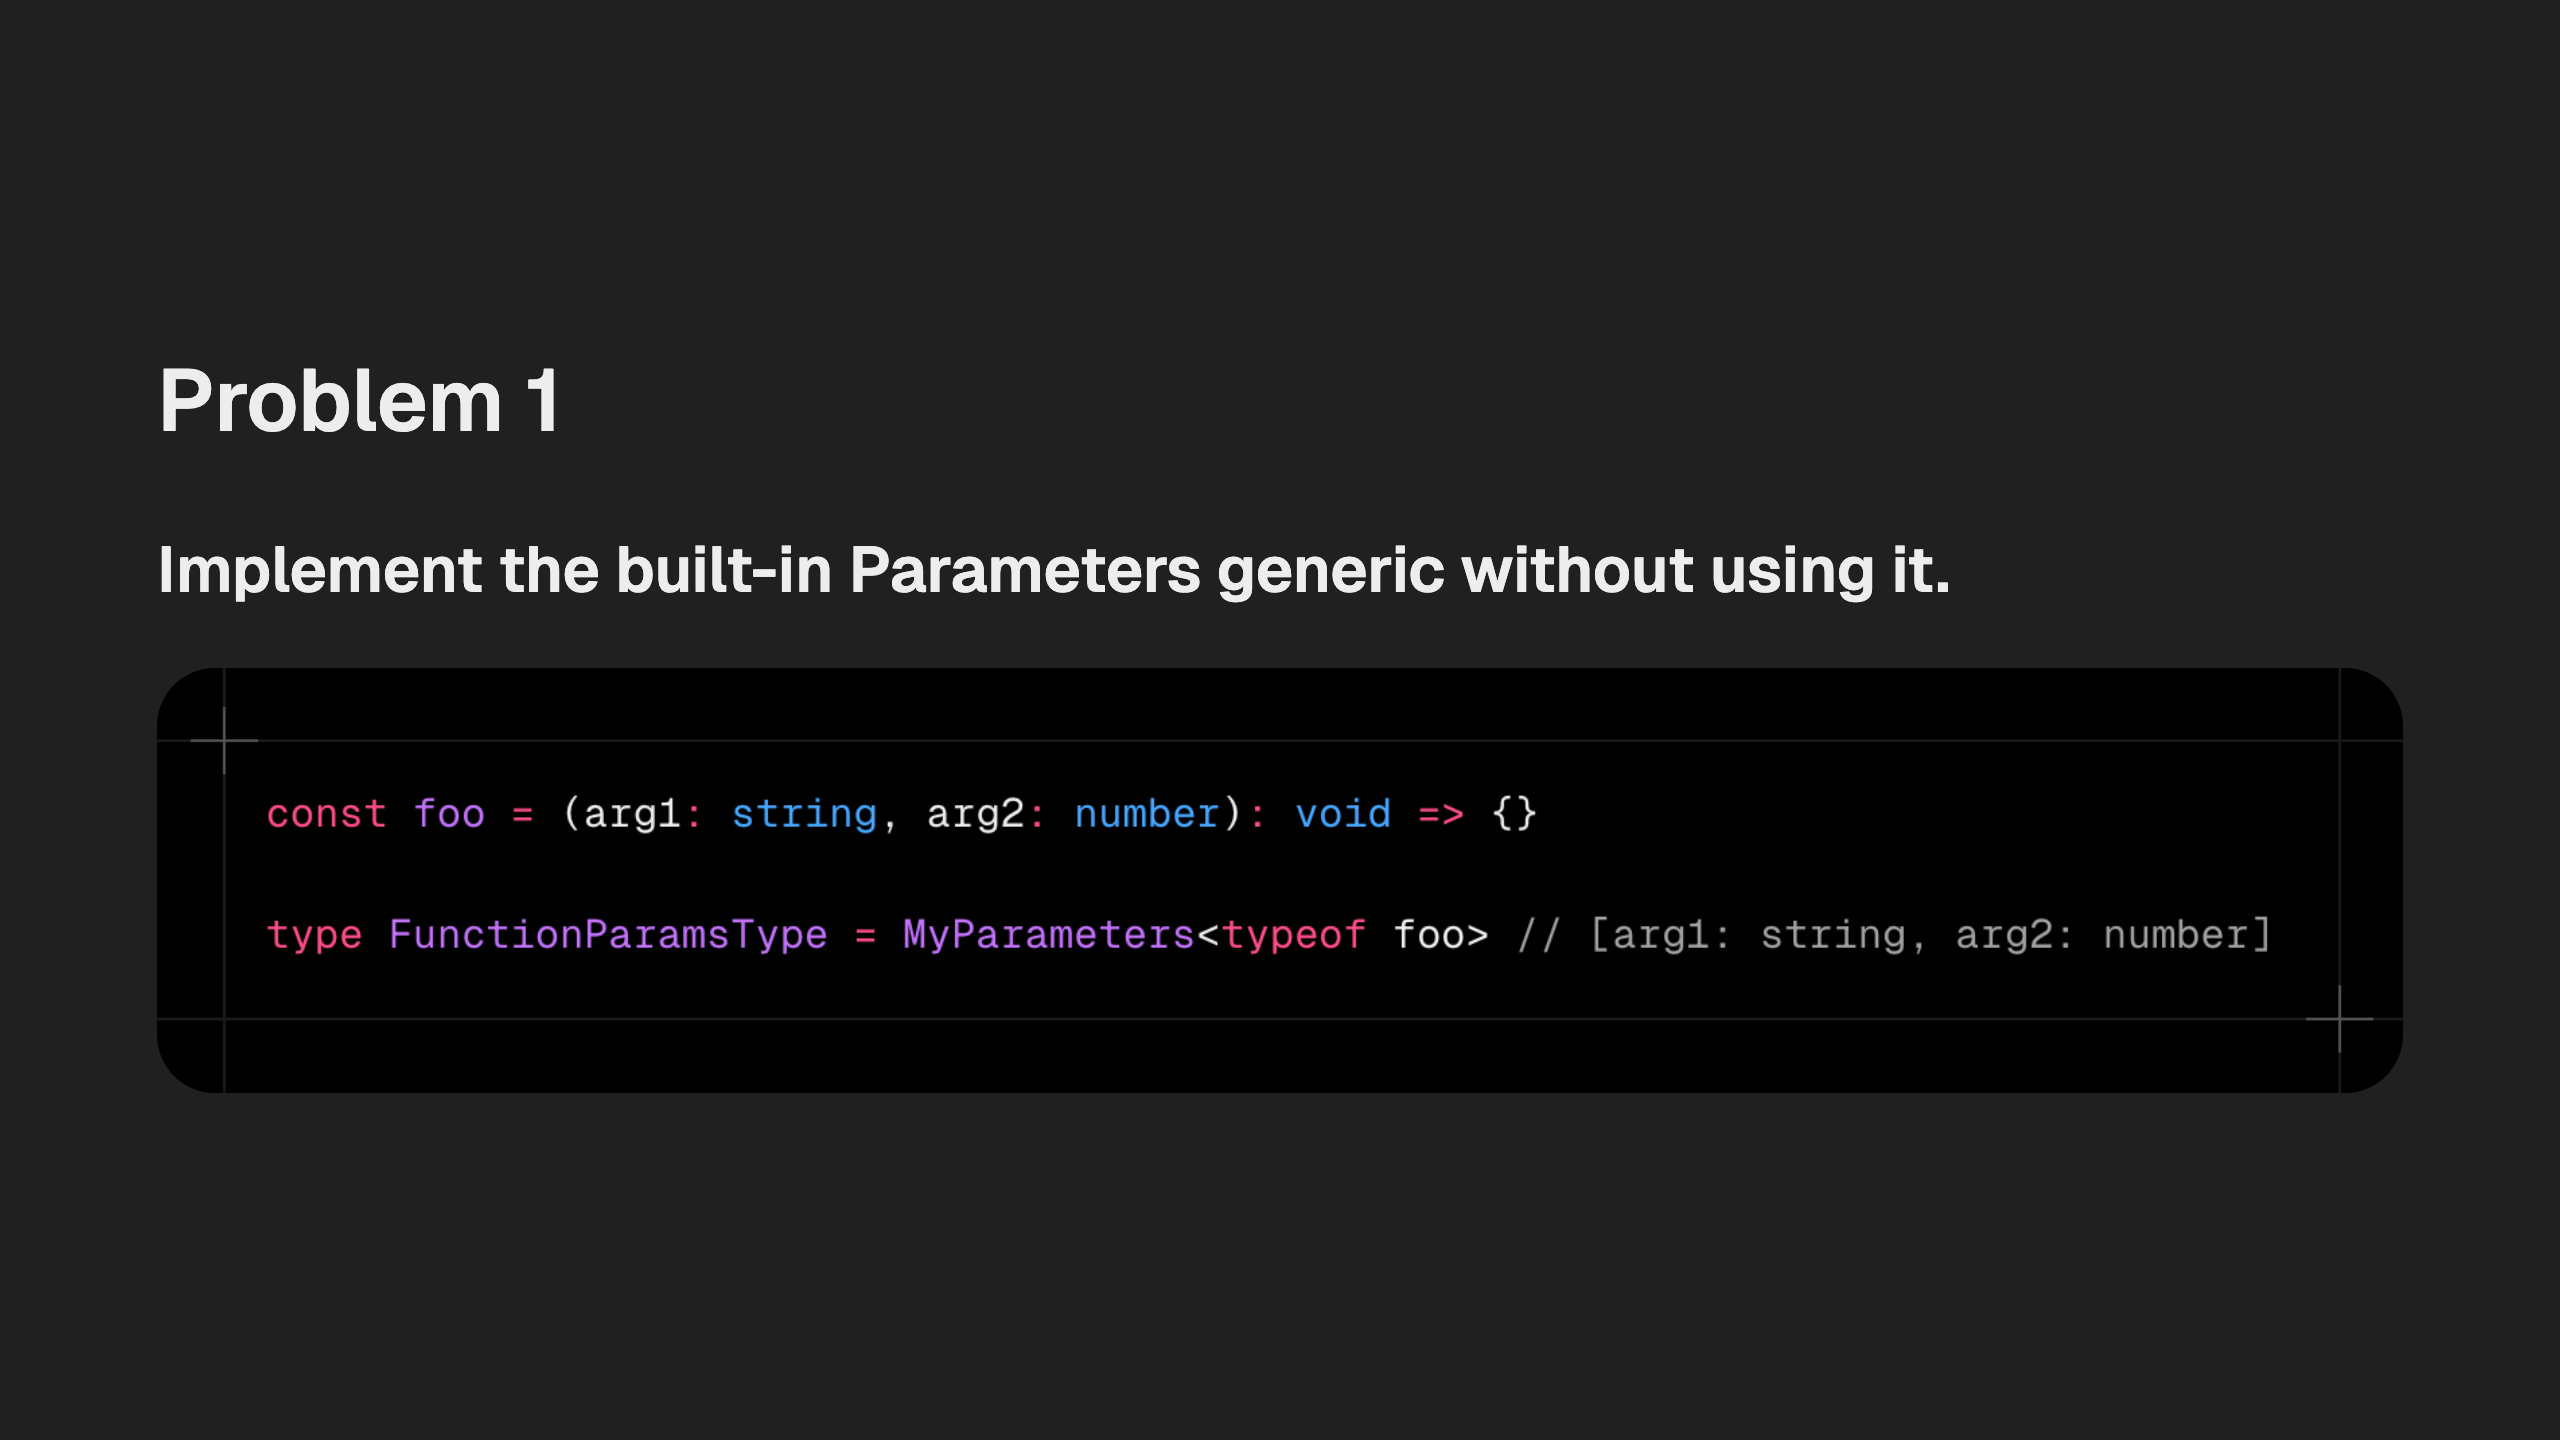 Problem 1
Implement the built-in Parameters generic without using it.
const foo = (arg1: string, arg2: number): void => {}
type FunctionParamsType = MyParameters<typeof foo> // [arg1: string, arg2: number]